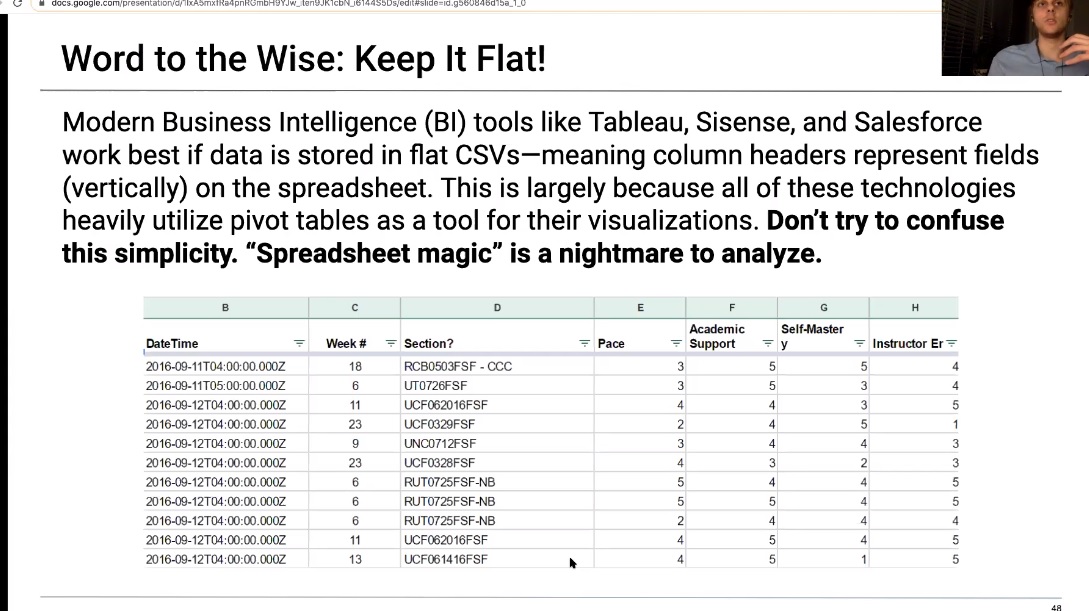 Word to the Wise: Keep It Flat!
Modern Business Intelligence (BI) tools like Tableau, Sisense, and Salesforce
work best if data is stored in flat CSVs—meaning column headers represent fields
(vertically) on the spreadsheet. This is largely because all of these technologies
heavily utilize pivot tables as a tool for their visualizations. Don't try to confuse
this simplicity. "Spreadsheet magic" is a nightmare to analyze.
B C D E F G H
DateTime Week # Section? Pace Academic Support Self-Mastery Instructor Er
2016-09-11T04:00:00.000Z 18 RCB0503FSF - CCC 3 5 5 4
2016-09-11T05:00:00.000Z 6 UT0726FSF 3 5 3 4
2016-09-12T04:00:00.000Z 11 UCF062016FSF 4 4 3 5
2016-09-12T04:00:00.000Z 23 UCF0329FSF 2 4 5 1
2016-09-12T04:00:00.000Z 9 UNC0712FSF 3 4 4 3
2016-09-12T04:00:00.000Z 23 UCF0328FSF 4 3 2 3
2016-09-12T04:00:00.000Z 6 RUT0725FSF-NB 5 4 4 5
2016-09-12T04:00:00.000Z 6 RUT0725FSF-NB 5 5 4 5
2016-09-12T04:00:00.000Z 6 RUT0725FSF-NB 2 4 4 4
2016-09-12T04:00:00.000Z 11 UCF062016FSF 4 5 4 5
2016-09-12T04:00:00.000Z 13 UCF061416FSF 4 5 1 5
48